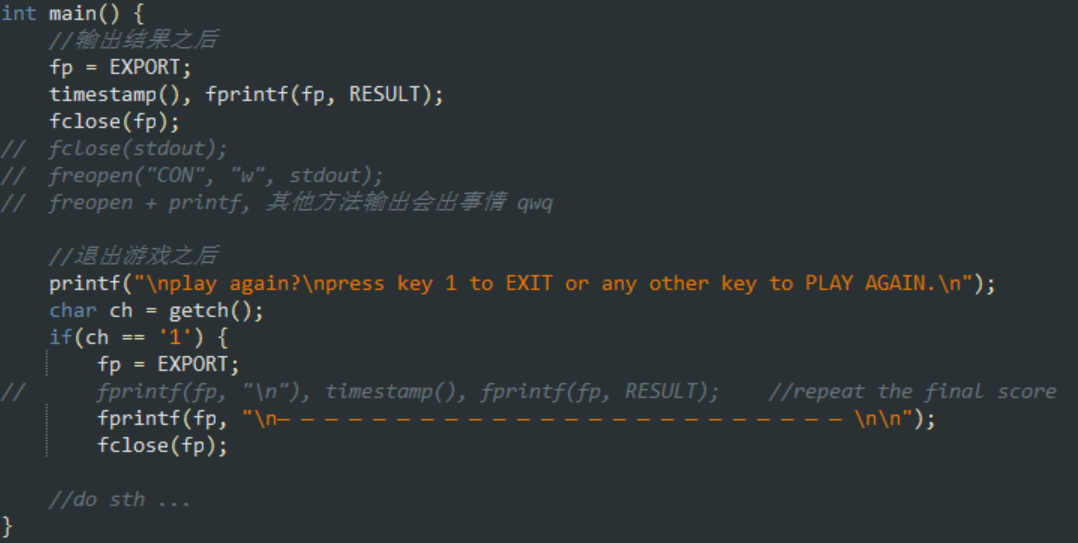 int main() {
    //输出结果之后
    fp = EXPORT;
    timestamp(), fprintf(fp, RESULT);
    fclose(fp);
//  fclose(stdout);
//  freopen("CON", "w", stdout);
//  freopen + printf, 其他方法输出会出事情 qwq
    //退出游戏之后
    printf("\nplay again?\npress key 1 to EXIT or any other key to PLAY AGAIN.\n");
    char ch = getch();
    if(ch == '1') {
        fp = EXPORT;
//      fprintf(fp, "\n"), timestamp(), fprintf(fp, RESULT);    //repeat the final score
        fprintf(fp, "\n— — — — — — — — — — — — — — — — — — — — — — — — \n\n");
        fclose(fp);
    //do sth ...
}